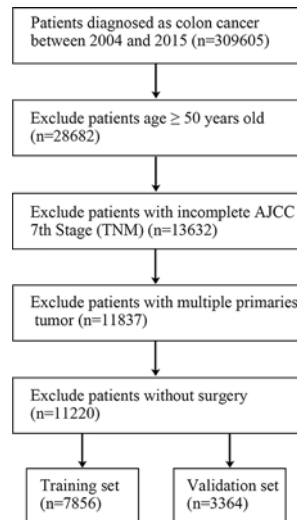 Patients diagnosed as colon cancer
between 2004 and 2015 (n=309605)
Exclude patients age ≥ 50 years old
(n=28682)
Exclude patients with incomplete AJCC
7th Stage (TNM) (n=13632)
Exclude patients with multiple primaries
tumor (n=11837)
Exclude patients without surgery
(n=11220)
Training set
(n=7856)
Validation set
(n=3364)